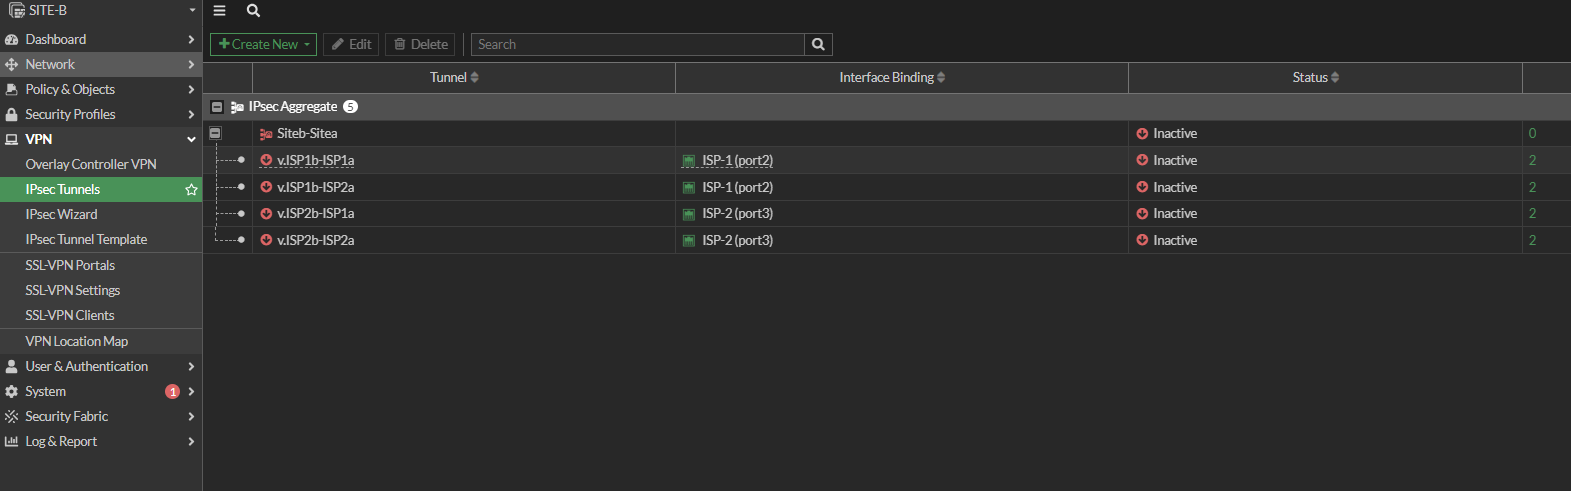 SITE-B
Dashboard
Network
Policy & Objects
Security Profiles
VPN
Overlay Controller VPN
IPsec Tunnels
IPsec Wizard
IPsec Tunnel Template
SSL-VPN Portals
SSL-VPN Settings
SSL-VPN Clients
VPN Location Map
User & Authentication
System 1
Security Fabric
Log & Report
+ Create New Edit Delete Search
Tunnel Interface Binding Status
IPsec Aggregate 5
Siteb-Sitea Inactive 0
v.ISP1b-ISP1a ISP-1 (port2) Inactive 2
v.ISP1b-ISP2a ISP-1 (port2) Inactive 2
v.ISP2b-ISP1a ISP-2 (port3) Inactive 2
v.ISP2b-ISP2a ISP-2 (port3) Inactive 2